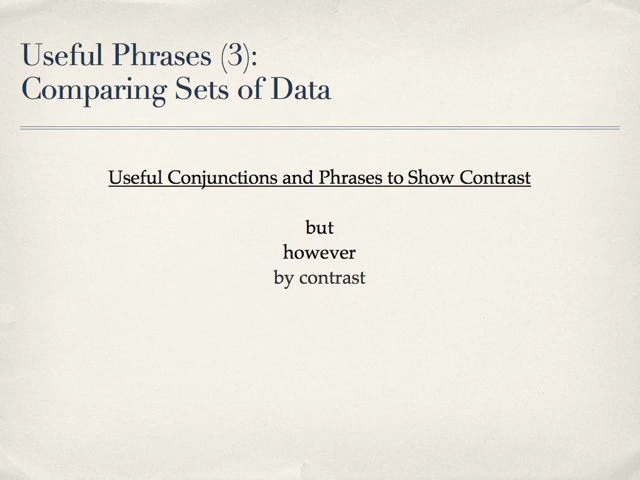 Useful Phrases (3):
Comparing Sets of Data
Useful Conjunctions and Phrases to Show Contrast
but
however
by contrast